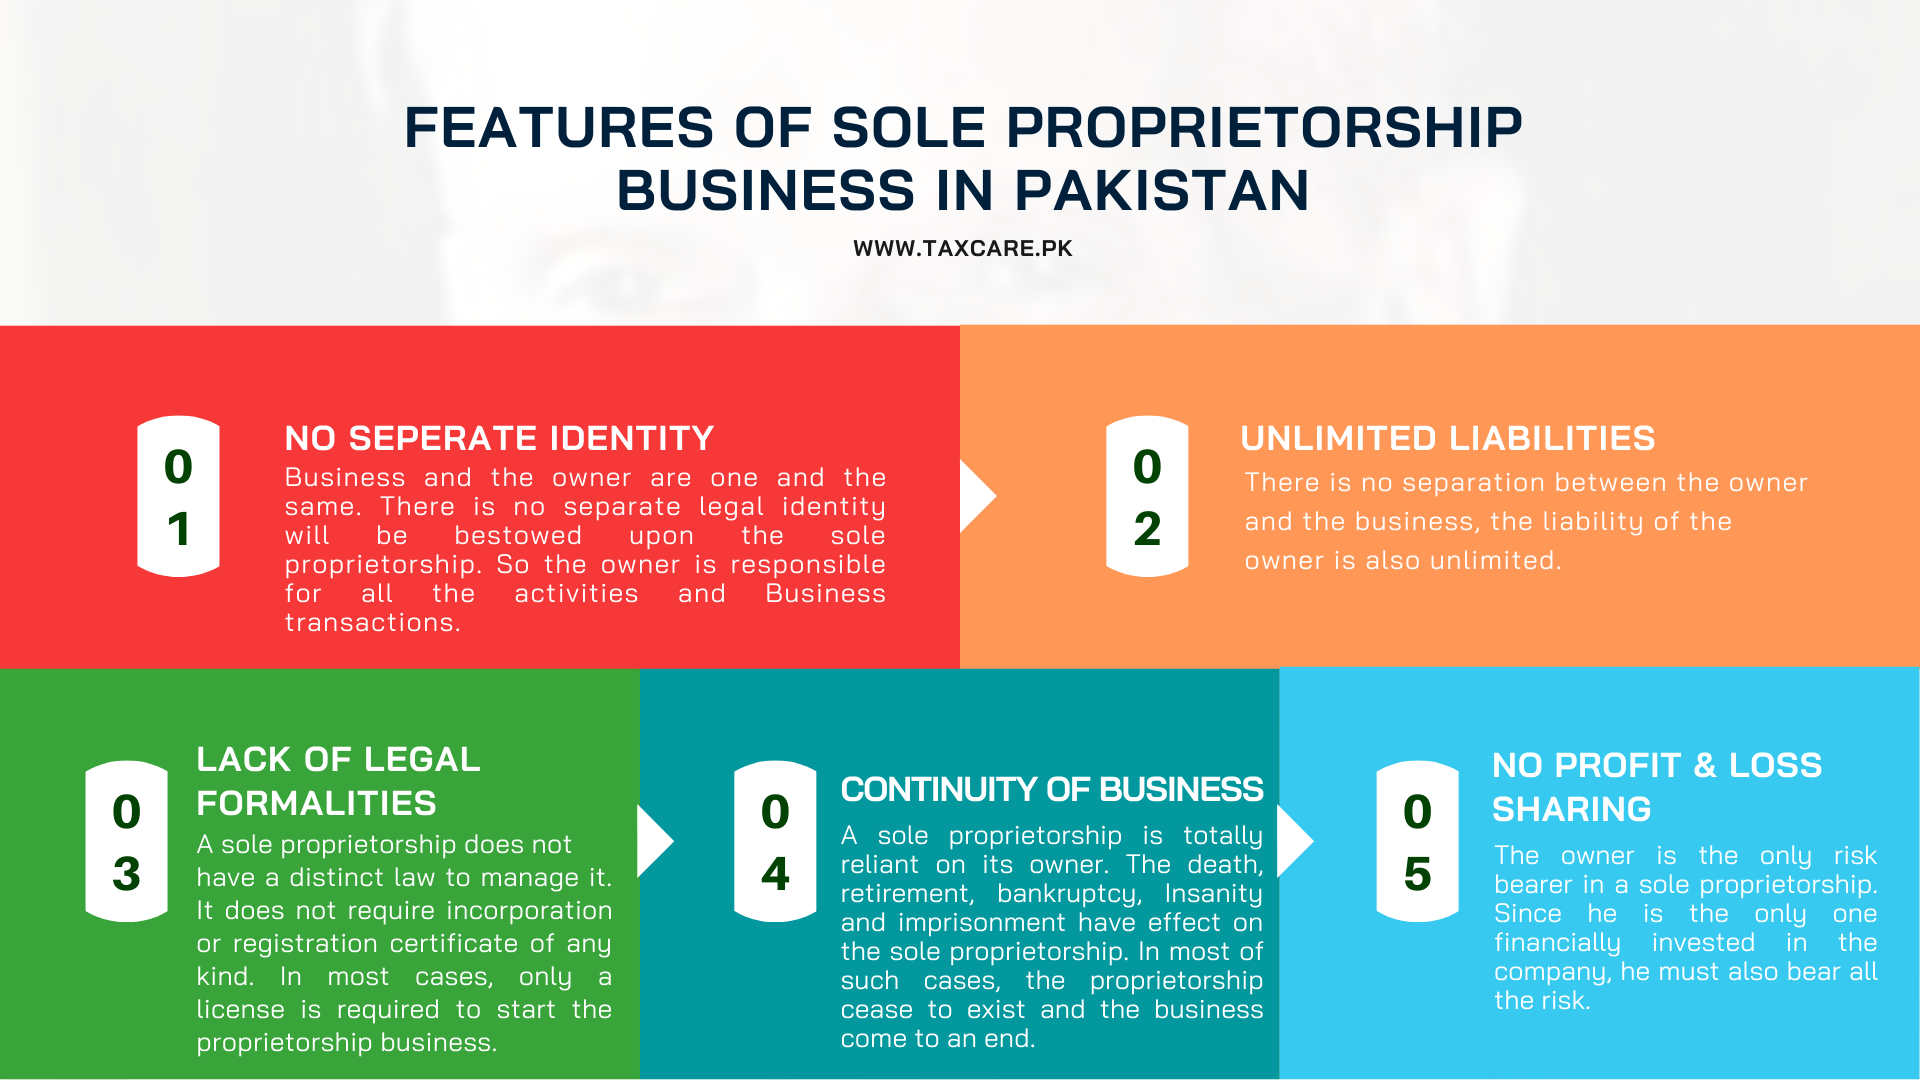 FEATURES OF SOLE PROPRIETORSHIP
BUSINESS IN PAKISTAN
WWW.TAXCARE.PK
0
1
NO SEPERATE IDENTITY
Business and the owner are one and the
same. There is no separate legal identity
will be bestowed upon the sole
proprietorship. So the owner is responsible
for all the activities and Business
transactions.
0
2
UNLIMITED LIABILITIES
There is no separation between the owner
and the business, the liability of the
owner is also unlimited.
0
3
LACK OF LEGAL
FORMALITIES
A sole proprietorship does not
have a distinct law to manage it.
It does not require incorporation
or registration certificate of any
kind. In most cases, only a
license is required to start the
proprietorship business.
0
4
CONTINUITY OF BUSINESS
A sole proprietorship is totally
reliant on its owner. The death,
retirement, bankruptcy, Insanity
and imprisonment have effect on
the sole proprietorship. In most of
such cases, the proprietorship
cease to exist and the business
come to an end.
0
5
NO PROFIT & LOSS
SHARING
The owner is the only risk
bearer in a sole proprietorship.
Since he is the only one
financially invested in the
company, he must also bear all
the risk.